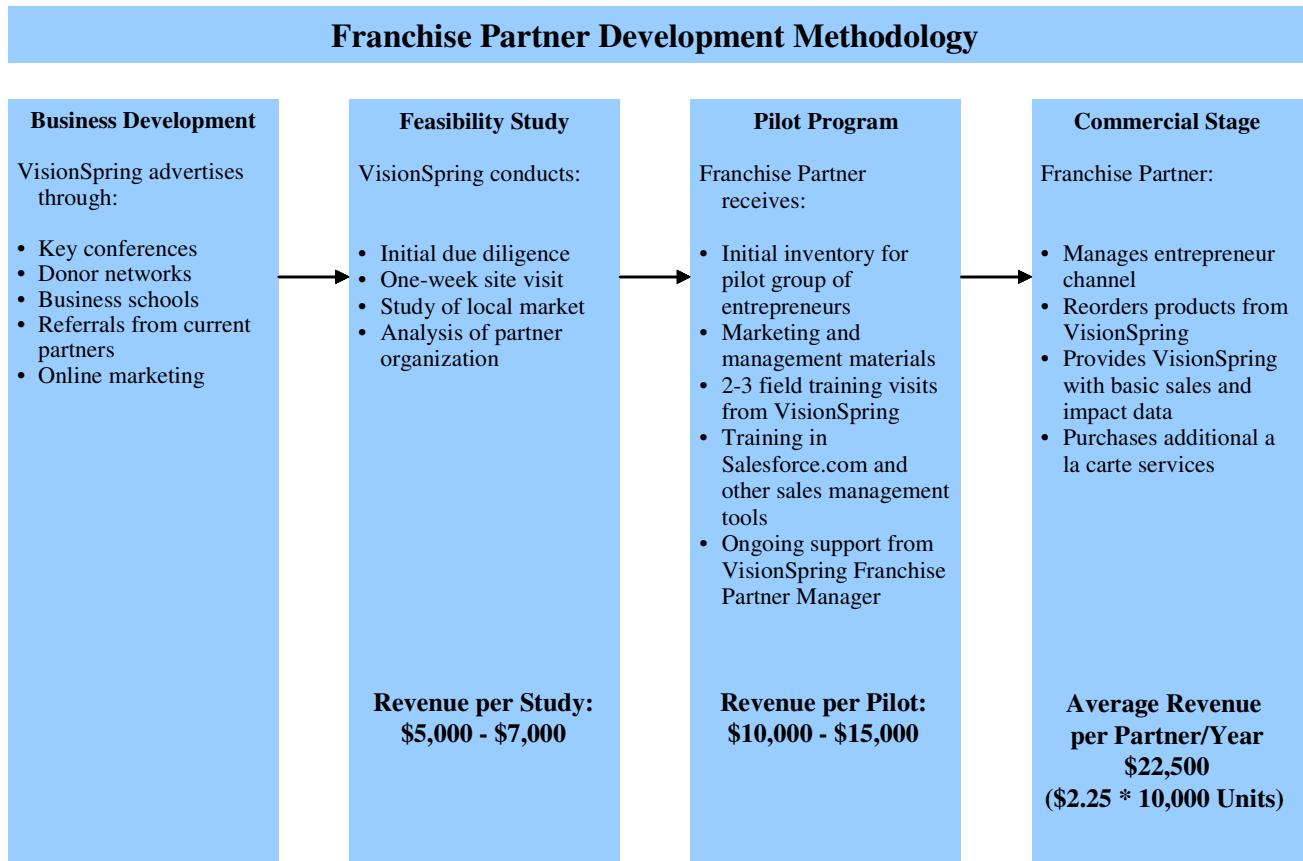 Franchise Partner Development Methodology
Business Development
VisionSpring advertises
through:
• Key conferences
• Donor networks
• Business schools
• Referrals from current
partners
• Online marketing
Feasibility Study
VisionSpring conducts:
• Initial due diligence
• One-week site visit
• Study of local market
• Analysis of partner
organization
Revenue per Study:
$5,000 - $7,000
Pilot Program
Franchise Partner
receives:
• Initial inventory for
pilot group of
entrepreneurs
• Marketing and
management materials
• 2-3 field training visits
from VisionSpring
• Training in
Salesforce.com and
other sales management
tools
• Ongoing support from
VisionSpring Franchise
Partner Manager
Revenue per Pilot:
$10,000 - $15,000
Commercial Stage
Franchise Partner:
• Manages entrepreneur
channel
• Reorders products from
VisionSpring
• Provides VisionSpring
with basic sales and
impact data
• Purchases additional a
la carte services
Average Revenue
per Partner/Year
$22,500
($2.25 * 10,000 Units)